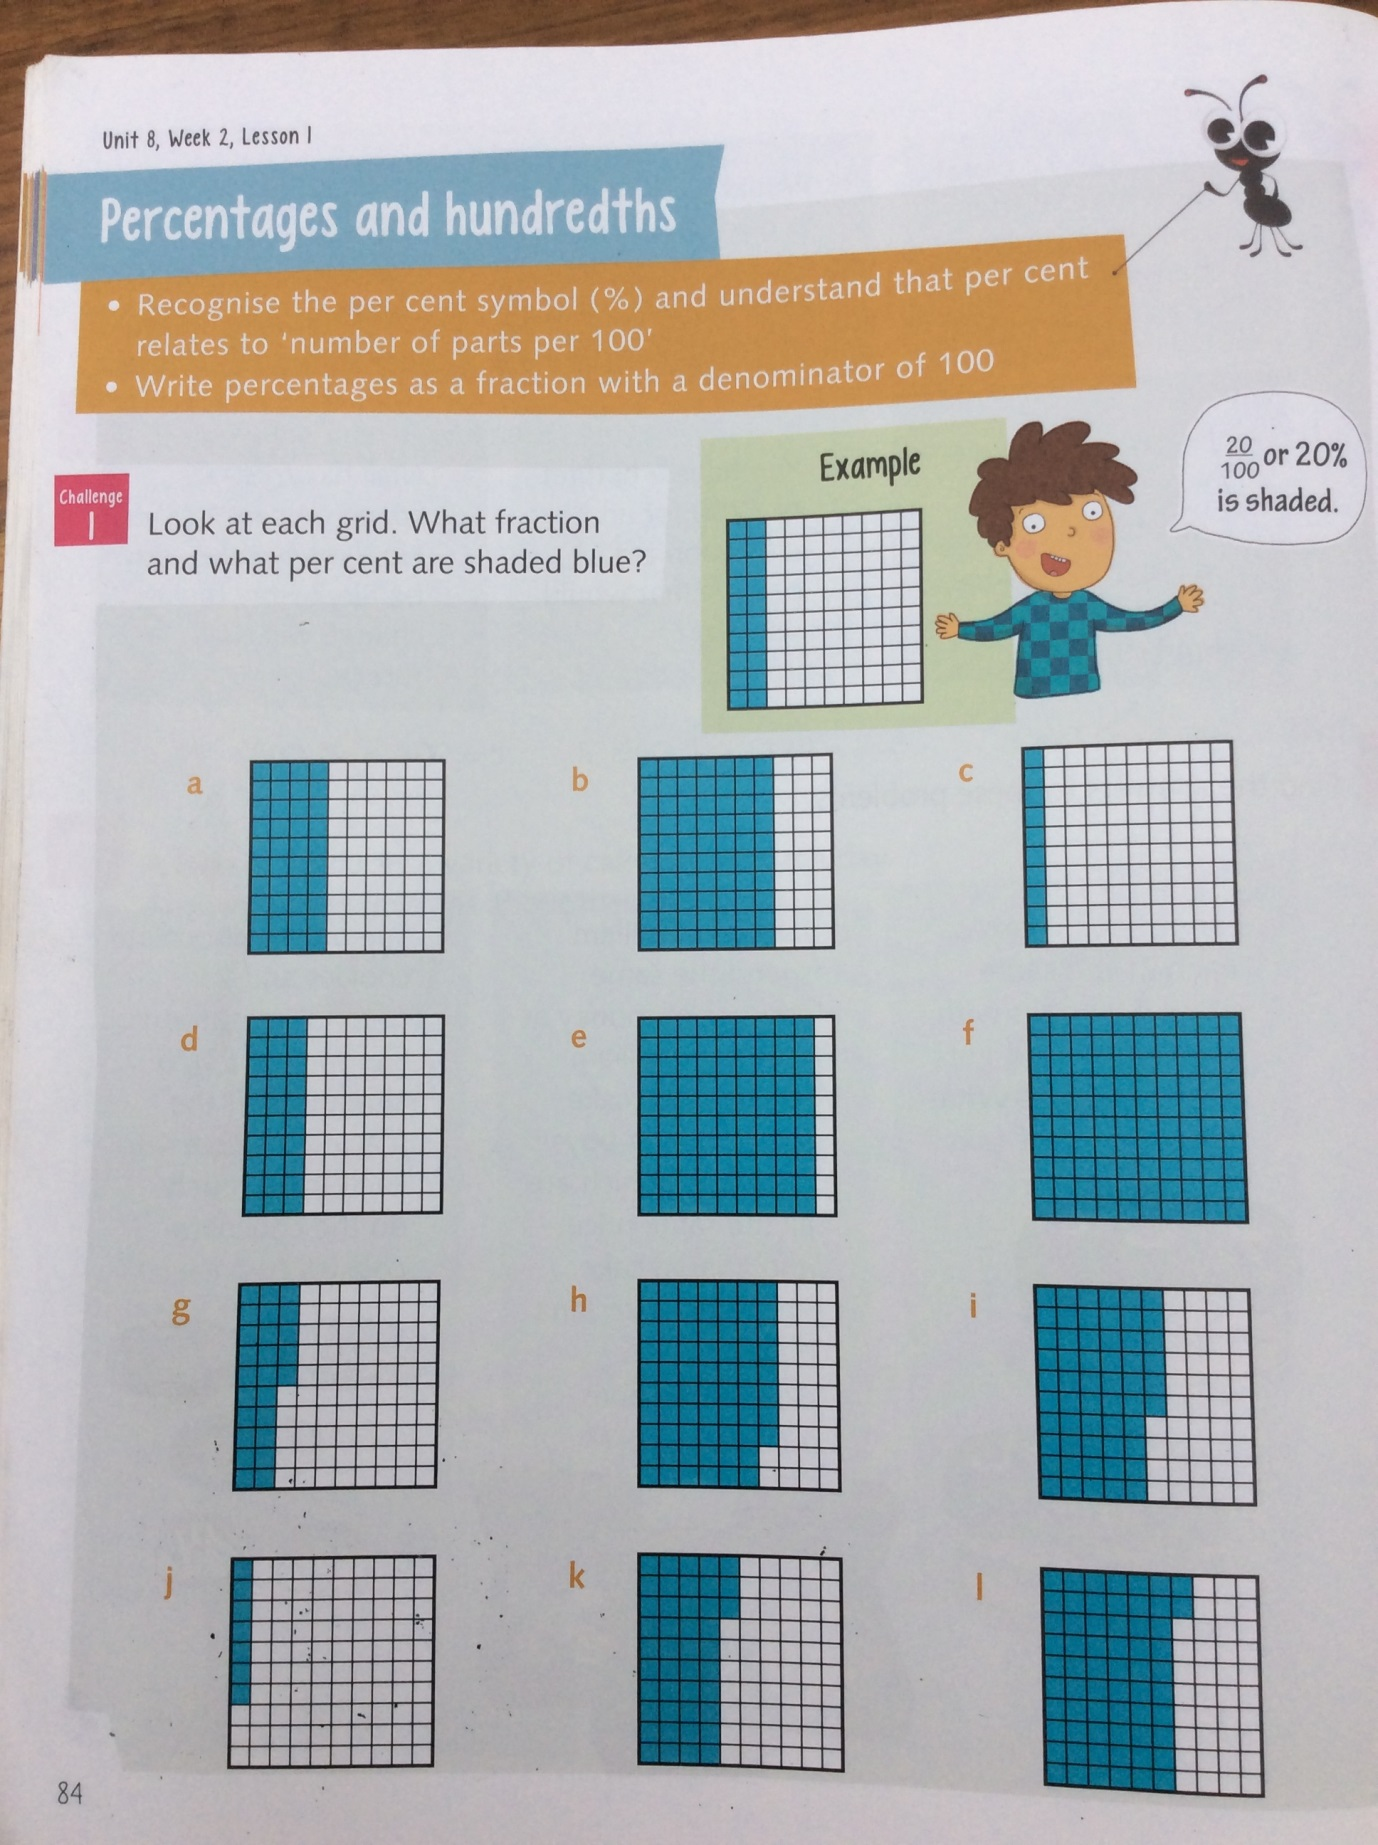 Unit 8, Week 2, Lesson 1
Percentages and hundredths
• Recognise the per cent symbol (%) and understand that per cent
relates to ‘number of parts per 100’
• Write percentages as a fraction with a denominator of 100
Challenge
1
Look at each grid. What fraction
and what per cent are shaded blue?
Example
20/100 or 20%
is shaded.
a
b
c
d
e
f
g
h
i
j
k
l
84